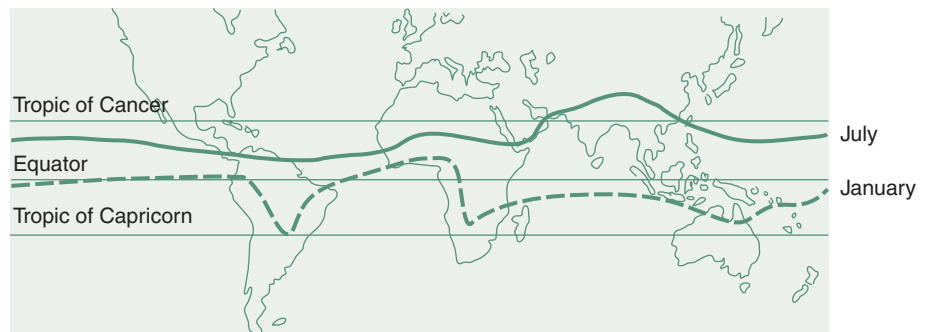 Tropic of Cancer
July
Equator
January
Tropic of Capricorn